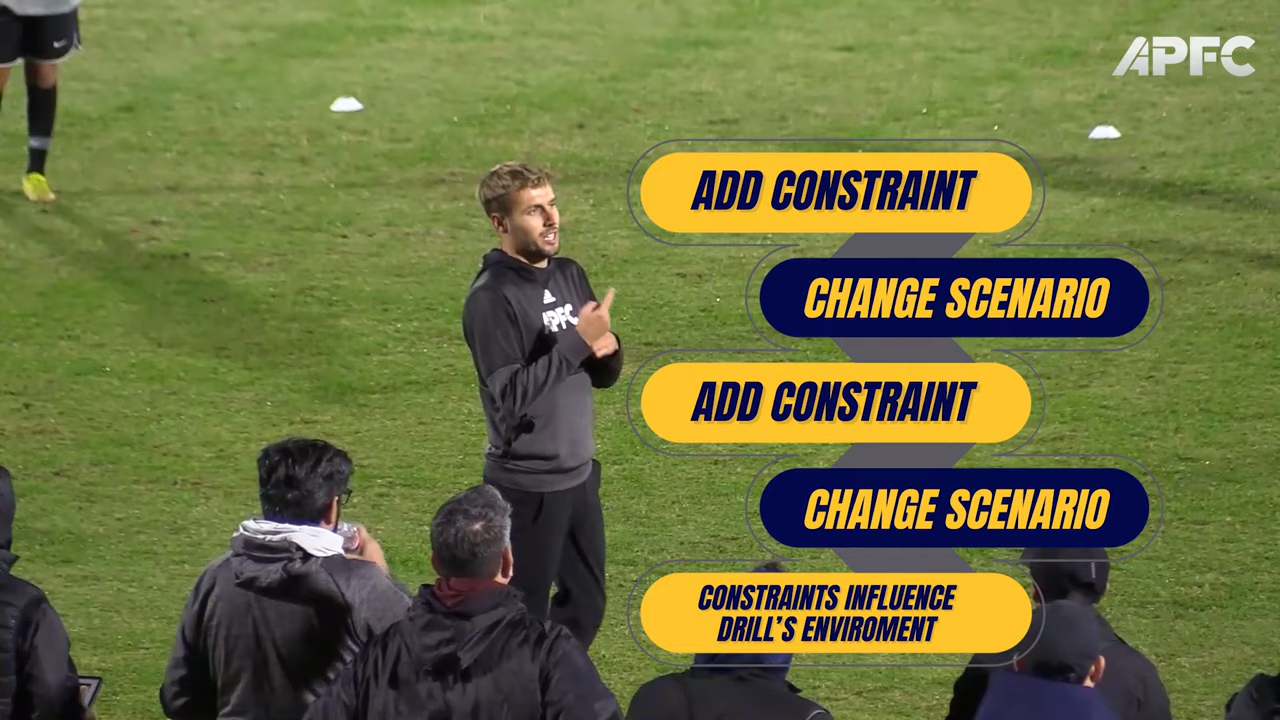 APFC
ADD CONSTRAINT
CHANGE SCENARIO
APFC
ADD CONSTRAINT
CHANGE SCENARIO
CONSTRAINTS INFLUENCE
DRILL'S ENVIROMENT